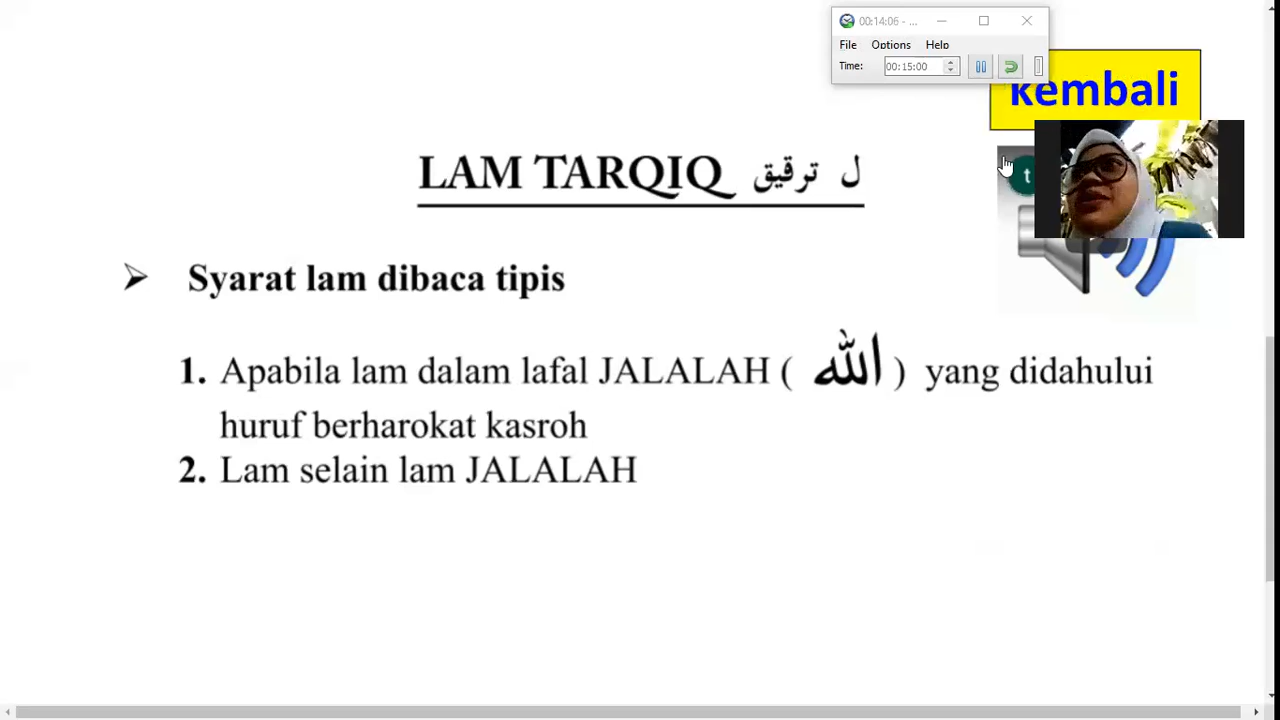 00:14:06 - ...
File Options Help
Time: 00:15:00
kembali
LAM TARQIQ ل ترقيق
t
➢ Syarat lam dibaca tipis
1. Apabila lam dalam lafal JALALAH ( الله ) yang didahului
huruf berharokat kasroh
2. Lam selain lam JALALAH